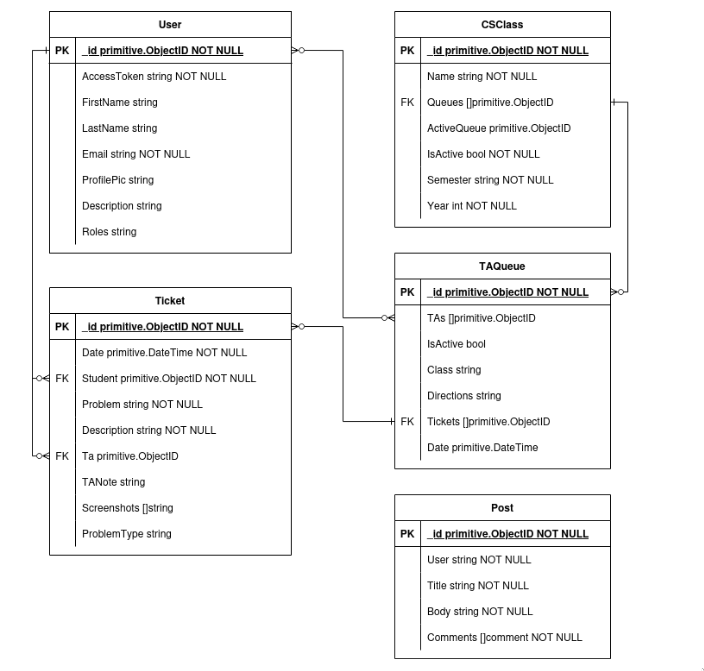 User
PK _id primitive.ObjectID NOT NULL
AccessToken string NOT NULL
FirstName string
LastName string
Email string NOT NULL
ProfilePic string
Description string
Roles string
Ticket
PK _id primitive.ObjectID NOT NULL
Date primitive.DateTime NOT NULL
FK Student primitive.ObjectID NOT NULL
Problem string NOT NULL
Description string NOT NULL
FK Ta primitive.ObjectID
TANote string
Screenshots []string
ProblemType string
CSClass
PK _id primitive.ObjectID NOT NULL
Name string NOT NULL
FK Queues []primitive.ObjectID
ActiveQueue primitive.ObjectID
IsActive bool NOT NULL
Semester string NOT NULL
Year int NOT NULL
TAQueue
PK _id primitive.ObjectID NOT NULL
TAs []primitive.ObjectID
IsActive bool
Class string
Directions string
FK Tickets []primitive.ObjectID
Date primitive.DateTime
Post
PK _id primitive.ObjectID NOT NULL
User string NOT NULL
Title string NOT NULL
Body string NOT NULL
Comments []comment NOT NULL